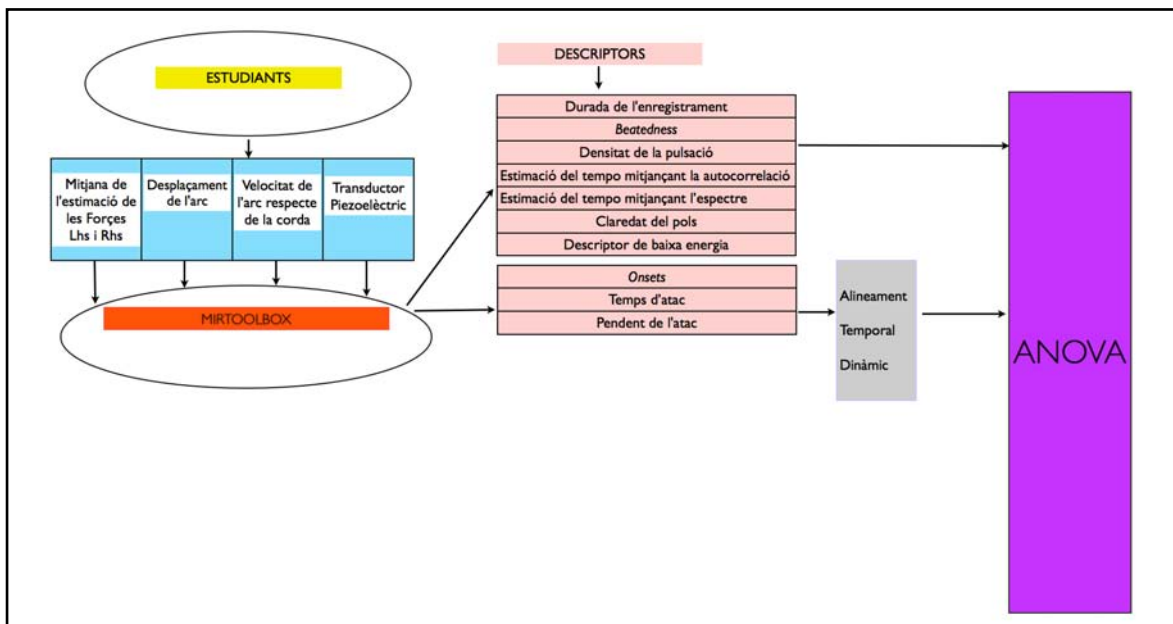 ESTUDIANTS
Mitjana de
l'estimació de
les Forçes
Lhs i Rhs
Desplaçament
de l'arc
Velocitat de
l'arc respecte
de la corda
Transductor
Piezoelèctric
MIRTOOLBOX
DESCRIPTORS
Durada de l'enregistrament
Beatedness
Densitat de la pulsació
Estimació del tempo mitjançant la autocorrelació
Estimació del tempo mitjançant l'espectre
Claredat del pols
Descriptor de baixa energia
Onsets
Temps d'atac
Pendent de l'atac
Alineament
Temporal
Dinàmic
ANOVA